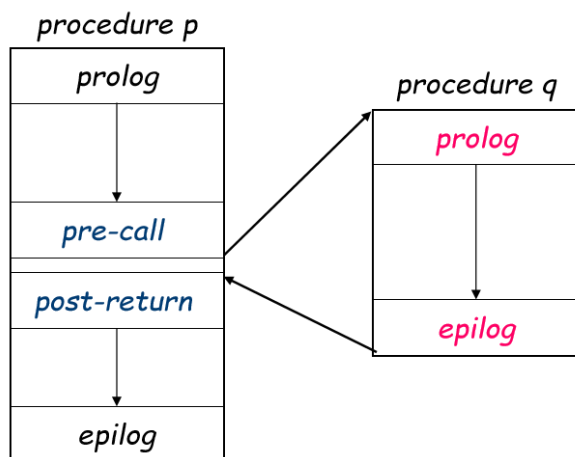 procedure p
prolog
pre-call
post-return
epilog
procedure q
prolog
epilog